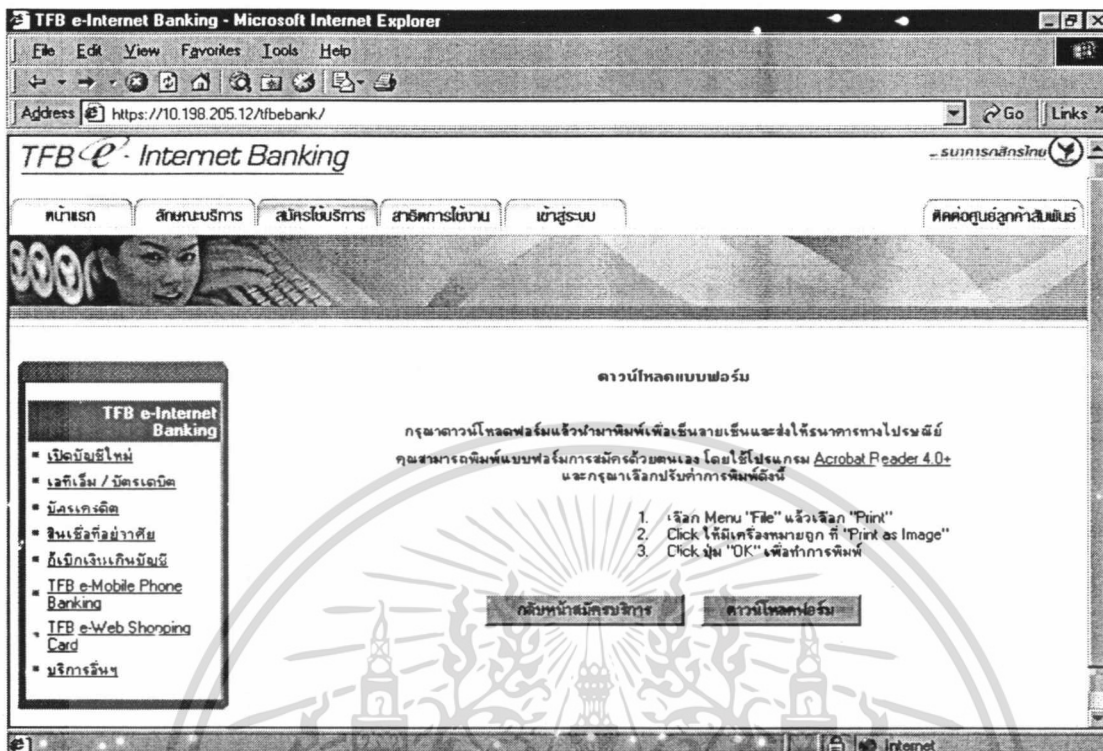 TFB e-Internet Banking - Microsoft Internet Explorer
File Edit View Favorites Tools Help
Address https://10.198.205.12/tfbebank/ Go Links »
TFB e - Internet Banking
ธนาคารกสิกรไทย
หน้าแรก ลักษณะบริการ สมัครใช้บริการ สาธิตการใช้งาน เข้าสู่ระบบ ติดต่อศูนย์ลูกค้าสัมพันธ์
ดาวน์โหลดแบบฟอร์ม
กรุณาดาวน์โหลดฟอร์มแล้วนำมาพิมพ์เพื่อเซ็นลายเซ็นและส่งให้ธนาคารทางไปรษณีย์
คุณสามารถพิมพ์แบบฟอร์มการสมัครด้วยตนเอง โดยใช้โปรแกรม Acrobat Reader 4.0+
และกรุณาเลือกปรับค่าการพิมพ์ดังนี้
1. เลือก Menu "File" แล้วเลือก "Print"
2. Click ให้มีเครื่องหมายถูก ที่ "Print as Image"
3. Click ปุ่ม "OK" เพื่อทำการพิมพ์
กลับหน้าสมัครบริการ ดาวน์โหลดฟอร์ม
TFB e-Internet
Banking
เปิดบัญชีใหม่
เอทีเอ็ม / บัตรเดบิต
บัตรเครดิต
สินเชื่อที่อยู่อาศัย
กู้เบิกเงินเกินบัญชี
TFB e-Mobile Phone
Banking
TFB e-Web Shopping
Card
บริการอื่นๆ
Internet